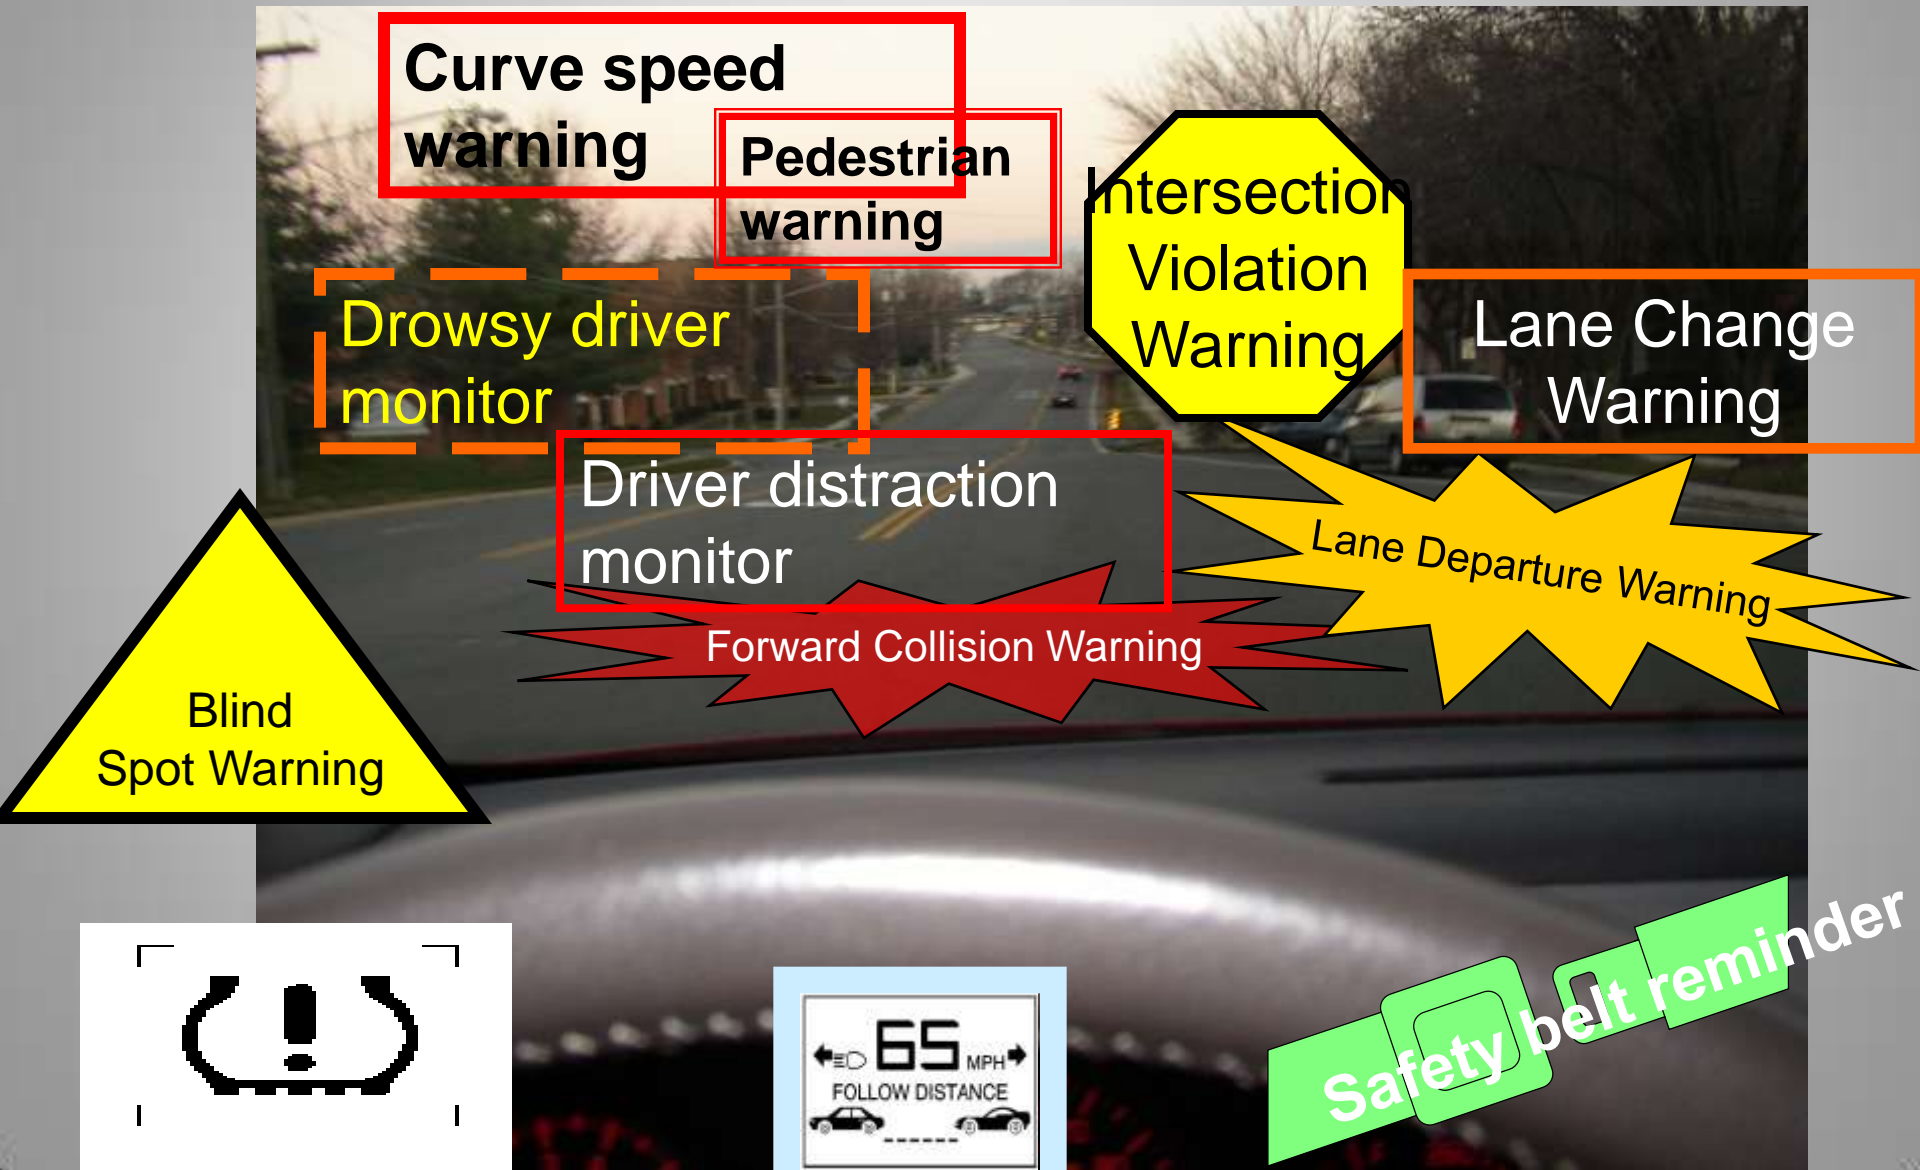 Curve speed
warning
Pedestrian
warning
Intersection
Violation
Warning
Drowsy driver
monitor
Lane Change
Warning
Driver distraction
monitor
Lane Departure Warning
Forward Collision Warning
Blind
Spot Warning
Safety belt reminder
65 MPH
FOLLOW DISTANCE